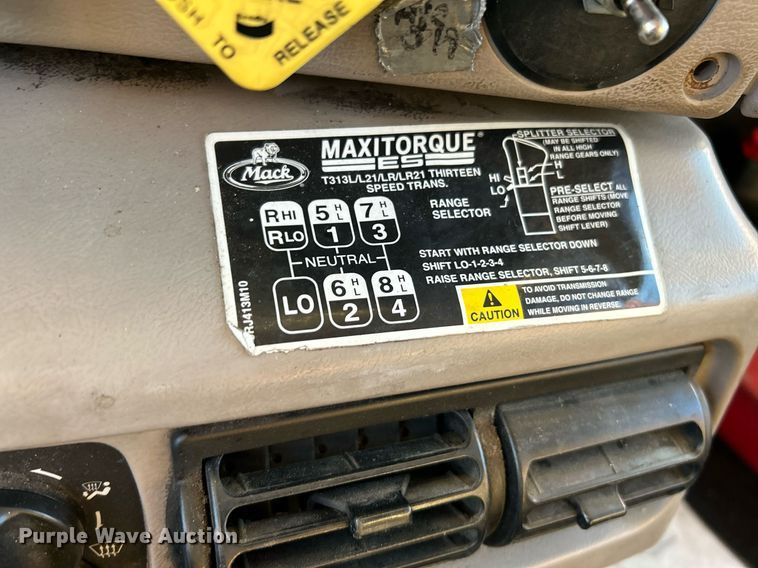 USH
TO
RELEASE
Mack
MAXITORQUE®
ES
T313L/L21/LR/LR21 THIRTEEN
SPEED TRANS.
SPLITTER SELECTOR
(MAY BE SHIFTED
IN ALL HIGH
RANGE GEARS ONLY)
H
L
HI
LO
RANGE
SELECTOR
PRE-SELECT ALL
RANGE SHIFTS (MOVE
RANGE SELECTOR
BEFORE MOVING
SHIFT LEVER)
R HI
R LO
5 H L
1
7 H L
3
NEUTRAL
LO
6 H L
2
8 H L
4
START WITH RANGE SELECTOR DOWN
SHIFT LO-1-2-3-4
RAISE RANGE SELECTOR, SHIFT 5-6-7-8
CAUTION
TO AVOID TRANSMISSION
DAMAGE, DO NOT CHANGE RANGE
WHILE MOVING IN REVERSE.
RJ413M10
Purple Wave Auction